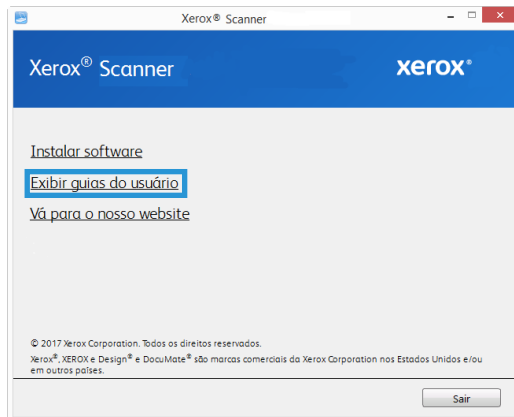 Xerox® Scanner
Xerox® Scanner
xerox®
Instalar software
Exibir guias do usuário
Vá para o nosso website
© 2017 Xerox Corporation. Todos os direitos reservados.
Xerox®, XEROX e Design® e DocuMate® são marcas comerciais da Xerox Corporation nos Estados Unidos e/ou
em outros países.
Sair